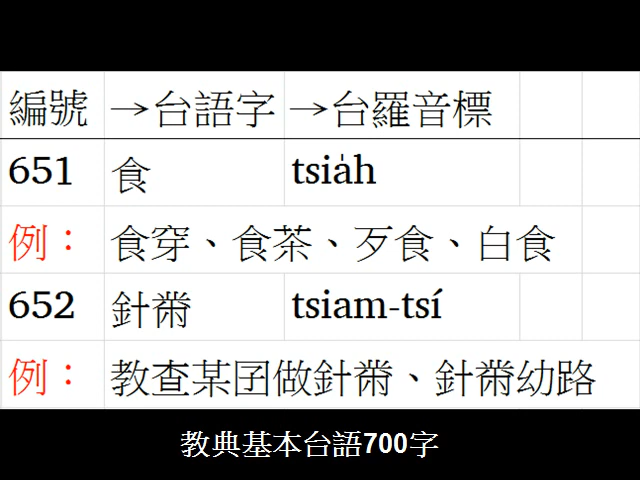 編號 →台語字 →台羅音標
651 食 tsia̍h
例： 食穿、食茶、歹食、白食
652 針黹 tsiam-tsí
例： 教查某囝做針黹、針黹幼路
教典基本台語700字